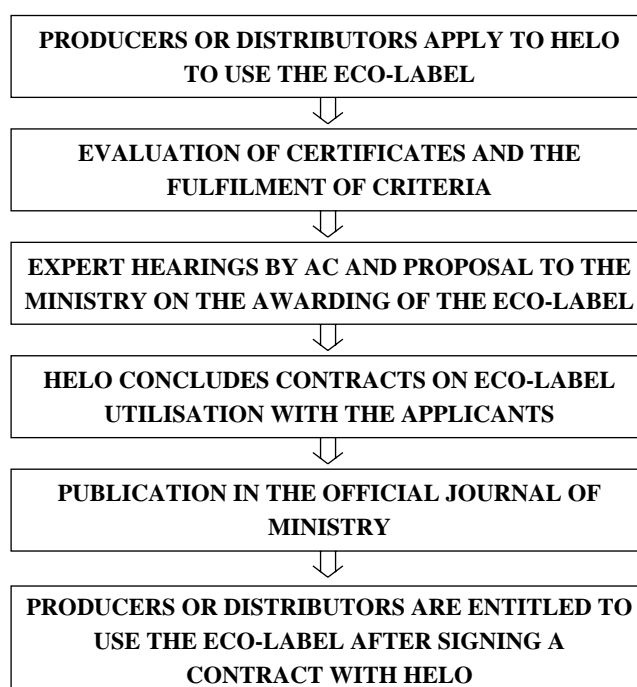 PRODUCERS OR DISTRIBUTORS APPLY TO HELO
TO USE THE ECO-LABEL
EVALUATION OF CERTIFICATES AND THE
FULFILMENT OF CRITERIA
EXPERT HEARINGS BY AC AND PROPOSAL TO THE
MINISTRY ON THE AWARDING OF THE ECO-LABEL
HELO CONCLUDES CONTRACTS ON ECO-LABEL
UTILISATION WITH THE APPLICANTS
PUBLICATION IN THE OFFICIAL JOURNAL OF
MINISTRY
PRODUCERS OR DISTRIBUTORS ARE ENTITLED TO
USE THE ECO-LABEL AFTER SIGNING A
CONTRACT WITH HELO